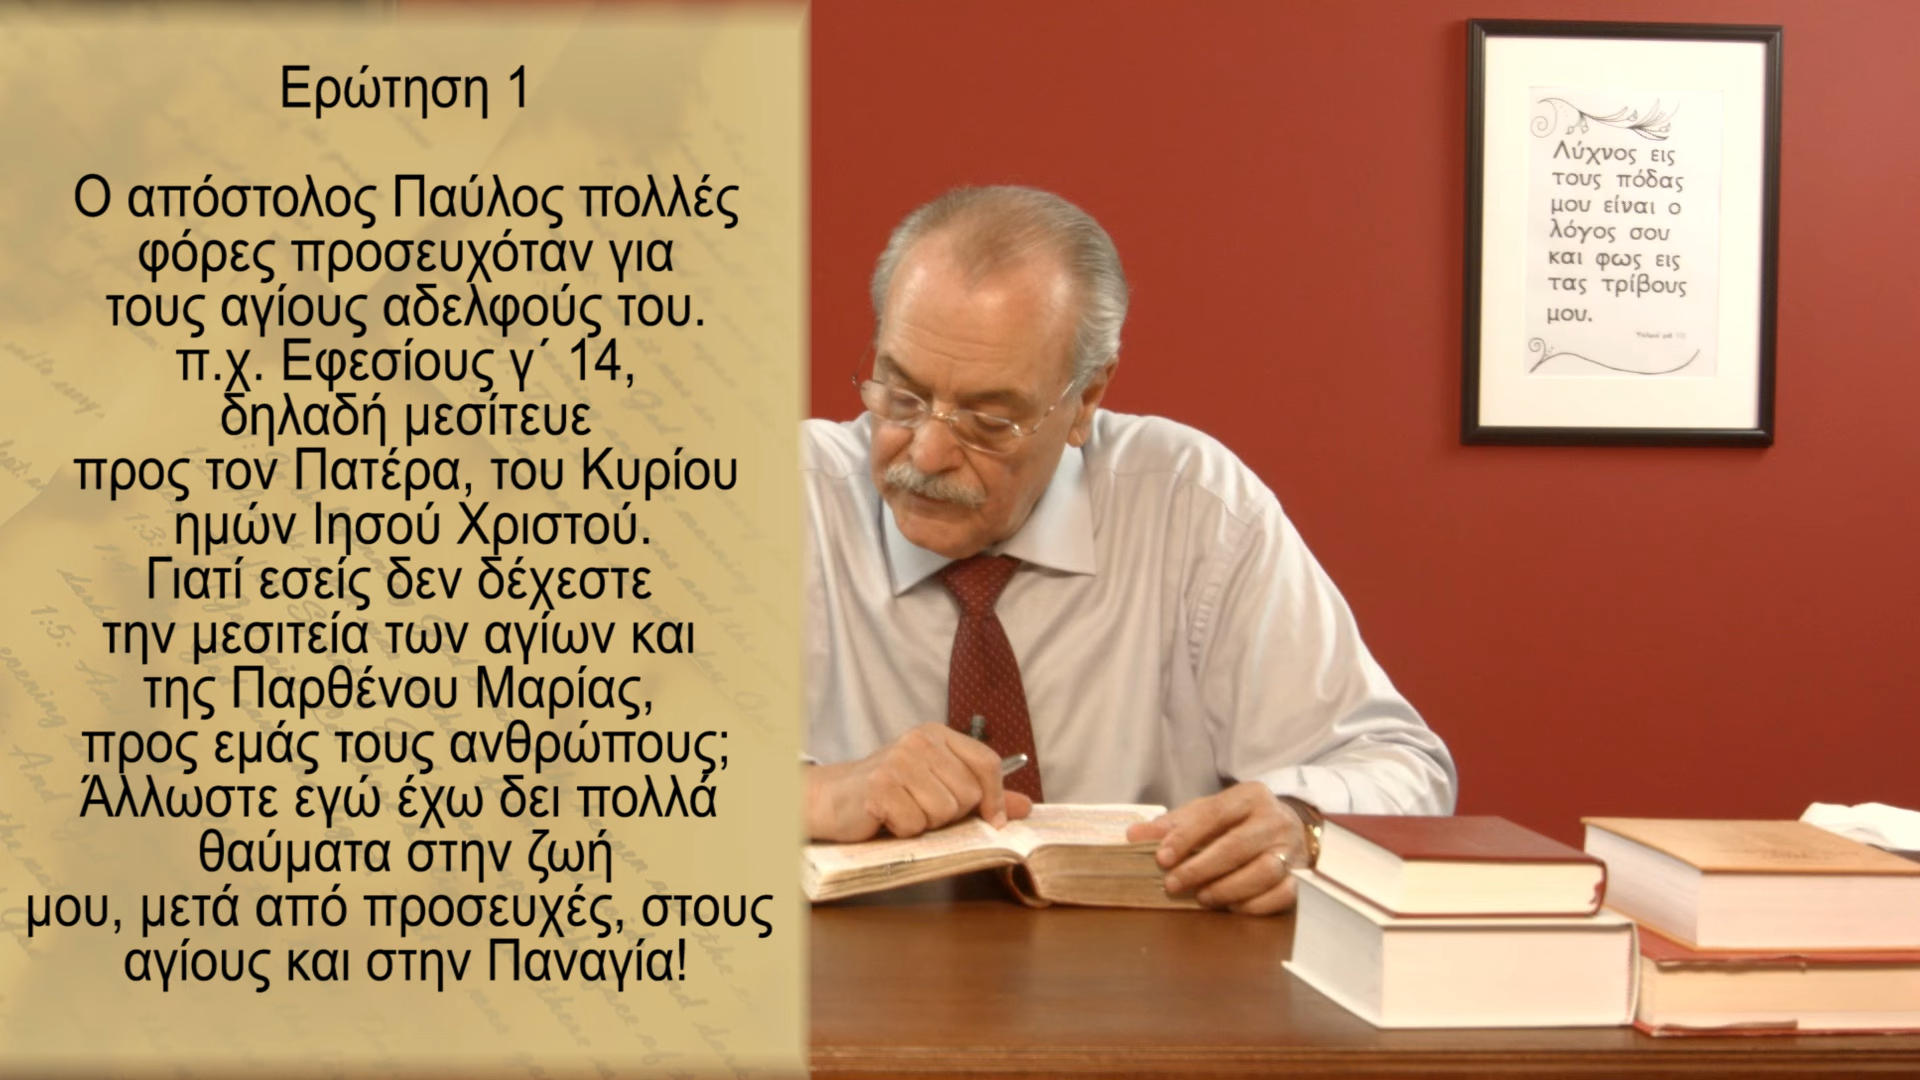 Ερώτηση 1
Ο απόστολος Παύλος πολλές
φόρες προσευχόταν για
τους αγίους αδελφούς του.
π.χ. Εφεσίους γ΄ 14,
δηλαδή μεσίτευε
προς τον Πατέρα, του Κυρίου
ημών Ιησού Χριστού.
Γιατί εσείς δεν δέχεστε
την μεσιτεία των αγίων και
της Παρθένου Μαρίας,
προς εμάς τους ανθρώπους;
Άλλωστε εγώ έχω δει πολλά
θαύματα στην ζωή
μου, μετά από προσευχές, στους
αγίους και στην Παναγία!
Λύχνος εις
τους πόδας
μου είναι ο
λόγος σου
και φως εις
τας τρίβους
μου.